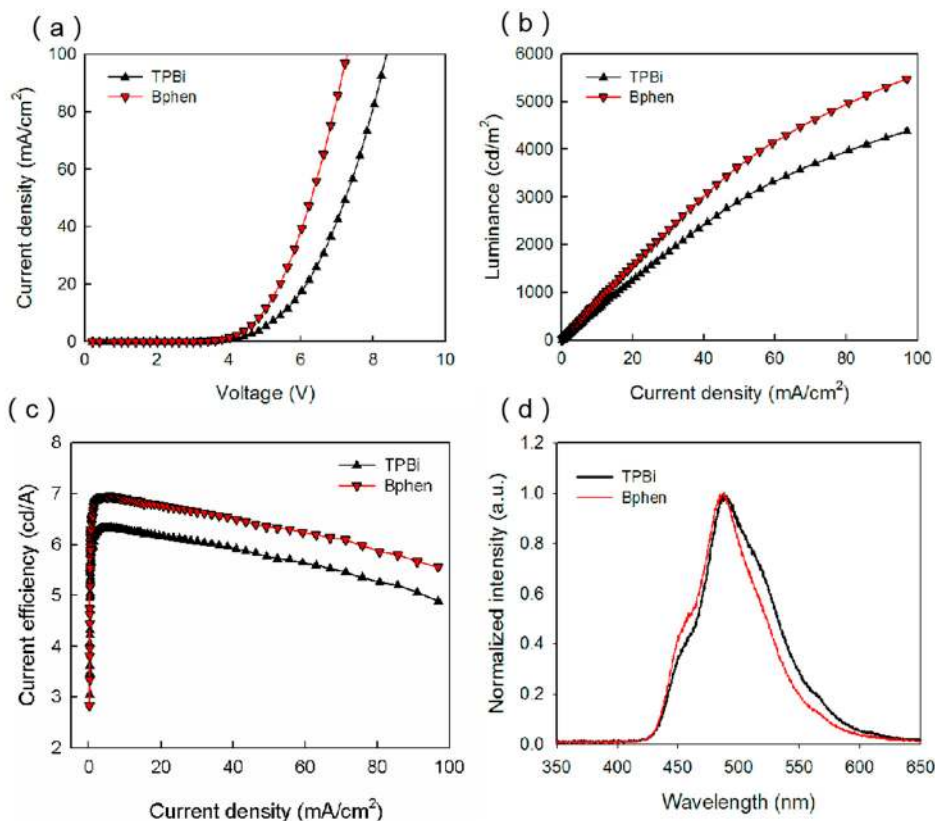 ( a )
Current density (mA/cm²)
100
80
60
40
20
0
TPBi
Bphen
0 2 4 6 8 10
Voltage (V)
( b )
Luminance (cd/m²)
6000
5000
4000
3000
2000
1000
0
TPBi
Bphen
0 20 40 60 80 100
Current density (mA/cm²)
( c )
Current efficiency (cd/A)
8
7
6
5
4
3
2
TPBi
Bphen
0 20 40 60 80 100
Current density (mA/cm²)
( d )
Normalized intensity (a.u.)
1.2
1.0
0.8
0.6
0.4
0.2
0.0
TPBi
Bphen
350 400 450 500 550 600 650
Wavelength (nm)